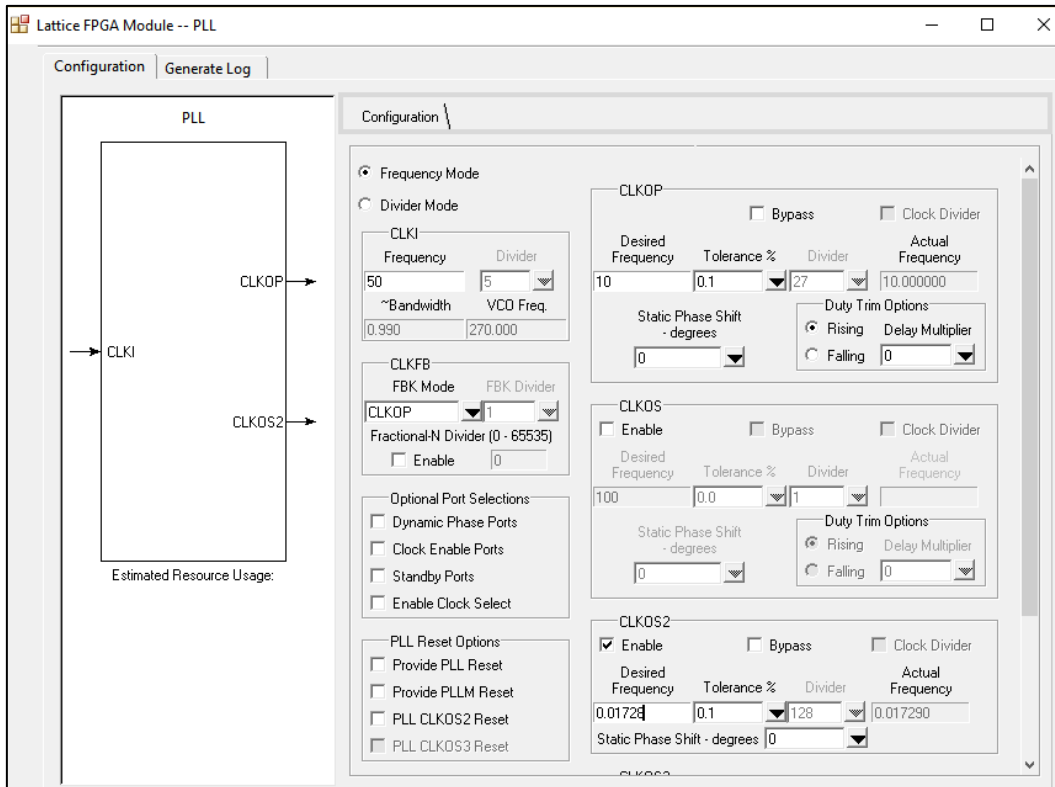 Lattice FPGA Module -- PLL
Configuration
Generate Log
PLL
CLKI
CLKOP
CLKOS2
Estimated Resource Usage:
Configuration
Frequency Mode
Divider Mode
CLKI
Frequency Divider
50 5
~Bandwidth VCO Freq.
0.990 270.000
CLKFB
FBK Mode FBK Divider
CLKOP 1
Fractional-N Divider (0 - 65535)
Enable 0
Optional Port Selections
Dynamic Phase Ports
Clock Enable Ports
Standby Ports
Enable Clock Select
PLL Reset Options
Provide PLL Reset
Provide PLLM Reset
PLL CLKOS2 Reset
PLL CLKOS3 Reset
CLKOP
Bypass Clock Divider
Desired Actual
Frequency Tolerance % Divider Frequency
10 0.1 27 10.000000
Static Phase Shift
- degrees
0
Duty Trim Options
Rising Delay Multiplier
Falling 0
CLKOS
Enable Bypass Clock Divider
Desired Actual
Frequency Tolerance % Divider Frequency
100 0.0 1
Static Phase Shift
- degrees
0
Duty Trim Options
Rising Delay Multiplier
Falling 0
CLKOS2
Enable Bypass Clock Divider
Desired Actual
Frequency Tolerance % Divider Frequency
0.01728 0.1 128 0.017290
Static Phase Shift - degrees 0